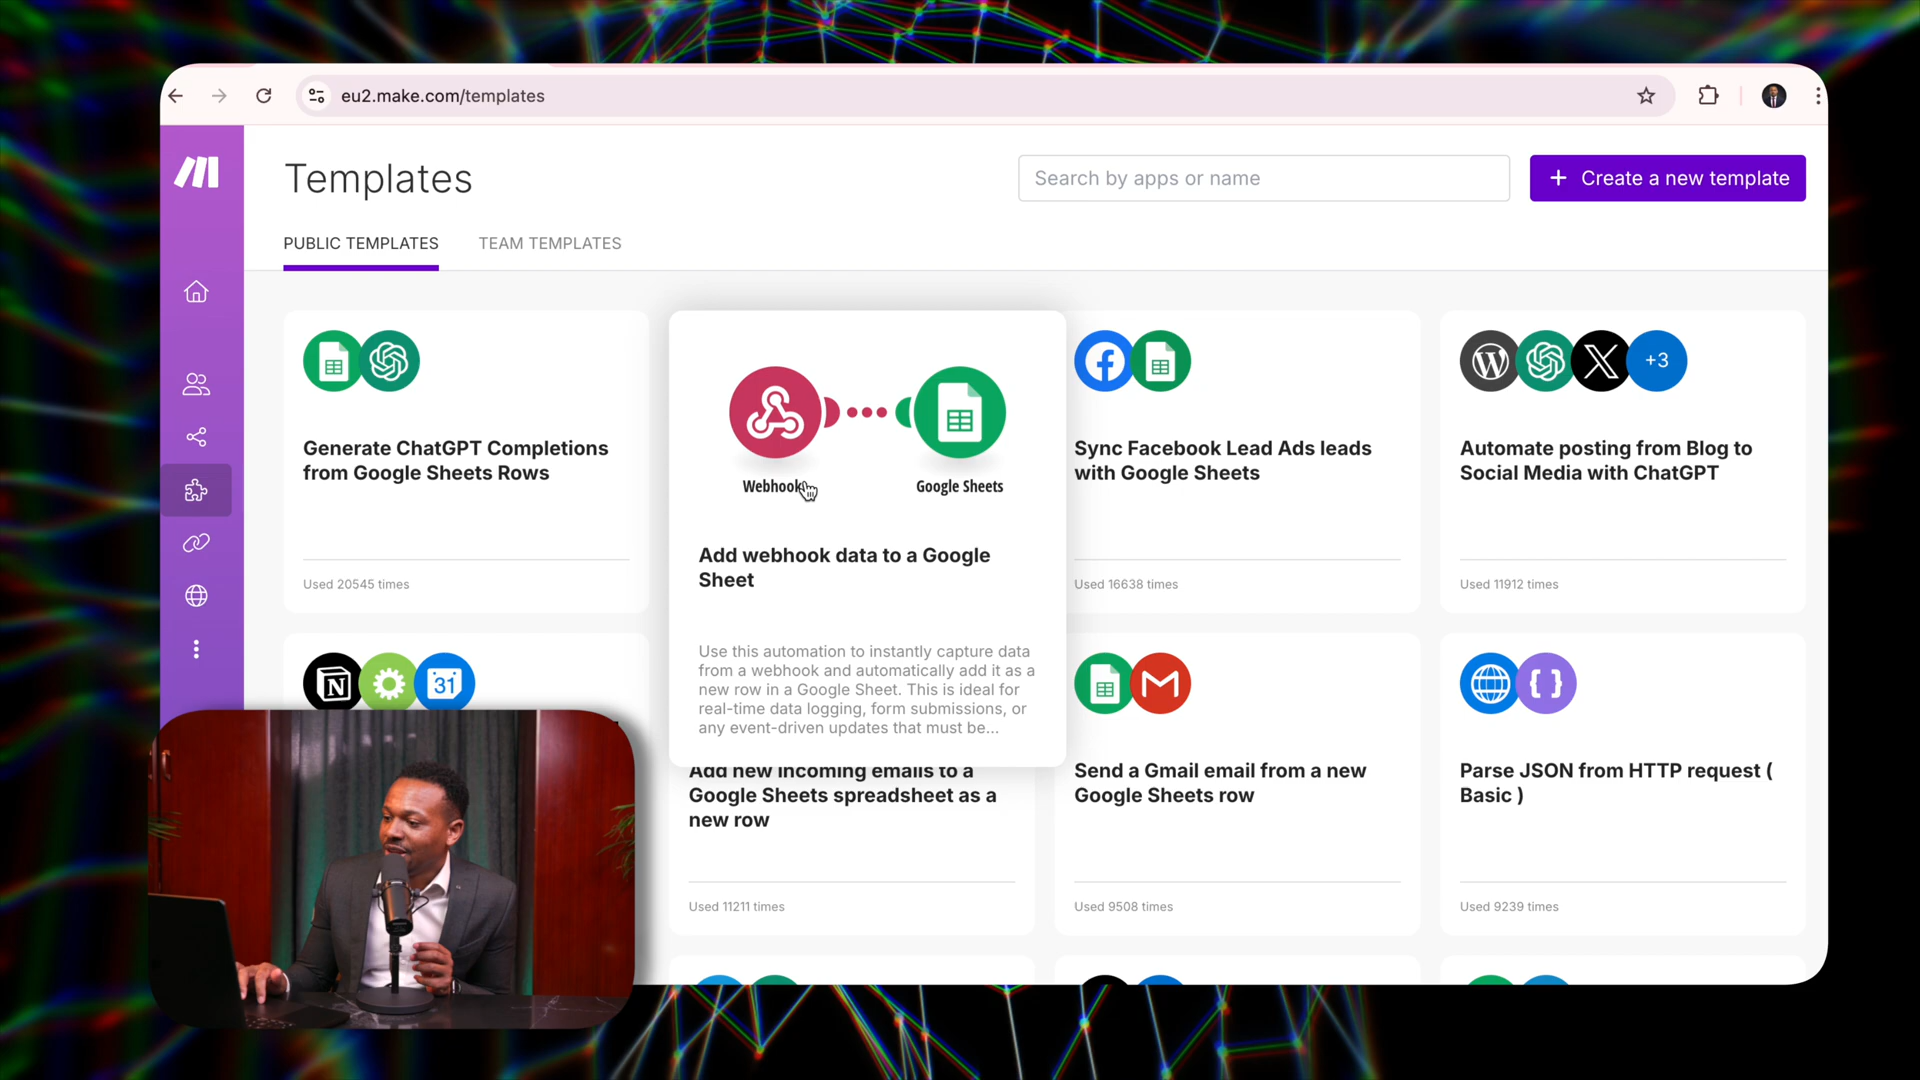 eu2.make.com/templates
Templates
Search by apps or name
+ Create a new template
PUBLIC TEMPLATES
TEAM TEMPLATES
Generate ChatGPT Completions
from Google Sheets Rows
Used 20545 times
Webhook
Google Sheets
Add webhook data to a Google
Sheet
Use this automation to instantly capture data
from a webhook and automatically add it as a
new row in a Google Sheet. This is ideal for
real-time data logging, form submissions, or
any event-driven updates that must be...
Sync Facebook Lead Ads leads
with Google Sheets
Used 16638 times
+3
Automate posting from Blog to
Social Media with ChatGPT
Used 11912 times
31
Add new incoming emails to a
Google Sheets spreadsheet as a
new row
Used 11211 times
Send a Gmail email from a new
Google Sheets row
Used 9508 times
Parse JSON from HTTP request (
Basic )
Used 9239 times